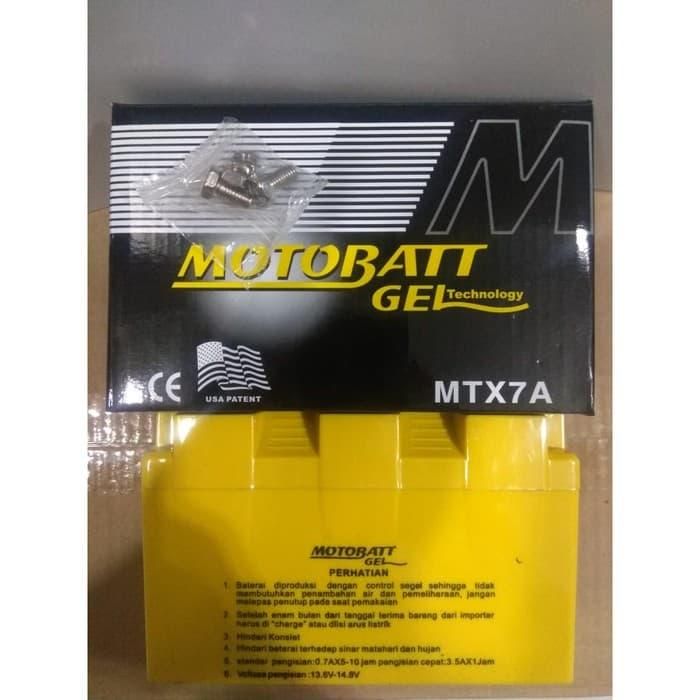 M
MOTOBATT
GEL Technology
CE
USA PATENT
MTX7A
MOTOBATT
GEL
PERHATIAN
1. Baterai diproduksi dengan control segel sehingga tidak
membutuhkan penambahan air dan pemeliharaan, jangan
melepas penutup pada saat pemakaian
2. Setelah enam bulan dari tanggal terima barang dari importer
harus di "charge" atau diisi arus listrik
3. Hindari Konslet
4. Hindari baterai terhadap sinar matahari dan hujan
5. standar pengisian:0.7AX5-10 jam pengisian cepat:3.5AX1Jam
6. Voltase pengisian:13.6V-14.8V